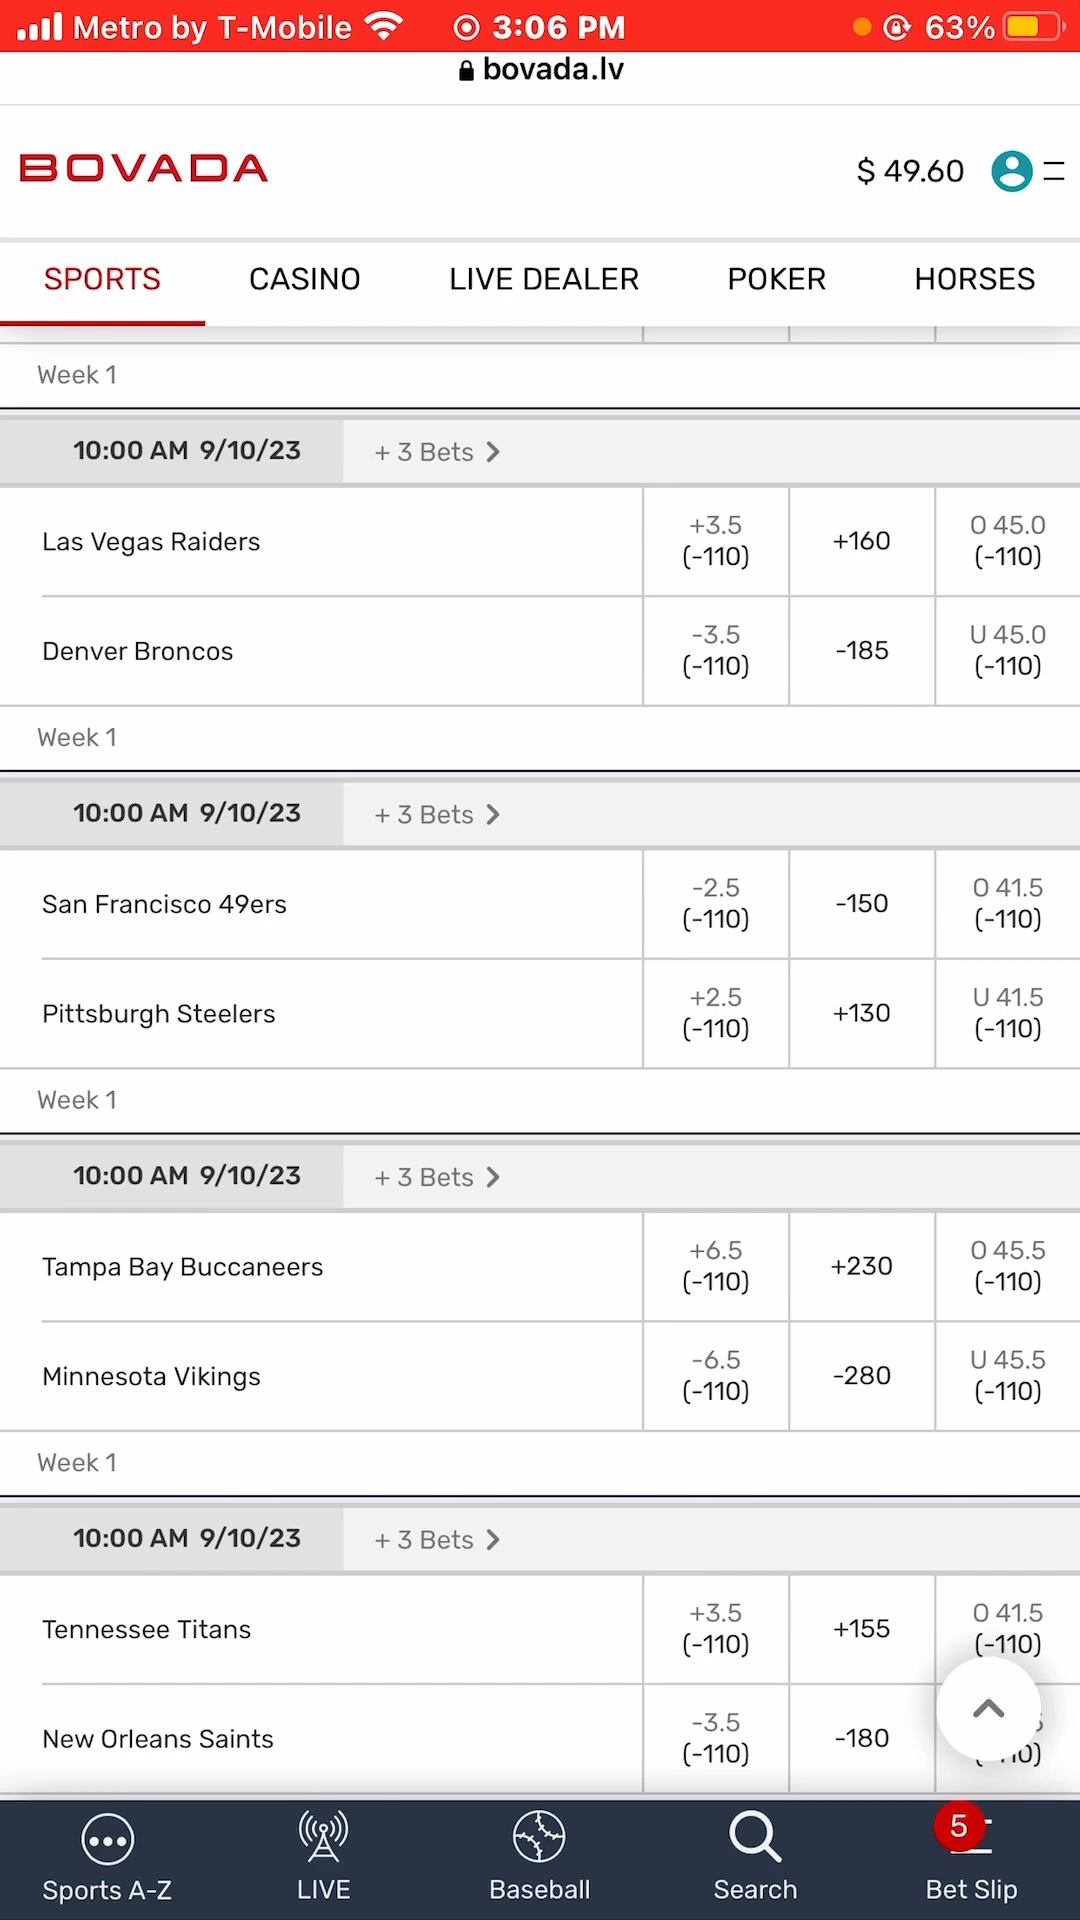 Metro by T-Mobile 3:06 PM 63%
bovada.lv
BOVADA $ 49.60
SPORTS CASINO LIVE DEALER POKER HORSES
Week 1
10:00 AM 9/10/23 + 3 Bets
+3.5 O 45.0
Las Vegas Raiders +160
(-110) (-110)
-3.5 U 45.0
Denver Broncos -185
(-110) (-110)
Week 1
10:00 AM 9/10/23 + 3 Bets
-2.5 O 41.5
San Francisco 49ers -150
(-110) (-110)
+2.5 U 41.5
Pittsburgh Steelers +130
(-110) (-110)
Week 1
10:00 AM 9/10/23 + 3 Bets
+6.5 O 45.5
Tampa Bay Buccaneers +230
(-110) (-110)
-6.5 U 45.5
Minnesota Vikings -280
(-110) (-110)
Week 1
10:00 AM 9/10/23 + 3 Bets
+3.5 O 41.5
Tennessee Titans +155
(-110) (-110)
-3.5
New Orleans Saints -180
(-110)
5
Sports A-Z LIVE Baseball Search Bet Slip